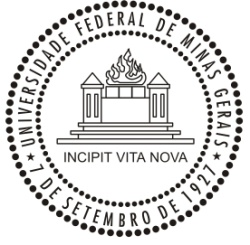 UNIVERSIDADE FEDERAL DE MINAS GERAIS
INCIPIT VITA NOVA
* 7 DE SETEMBRO DE 1927 *